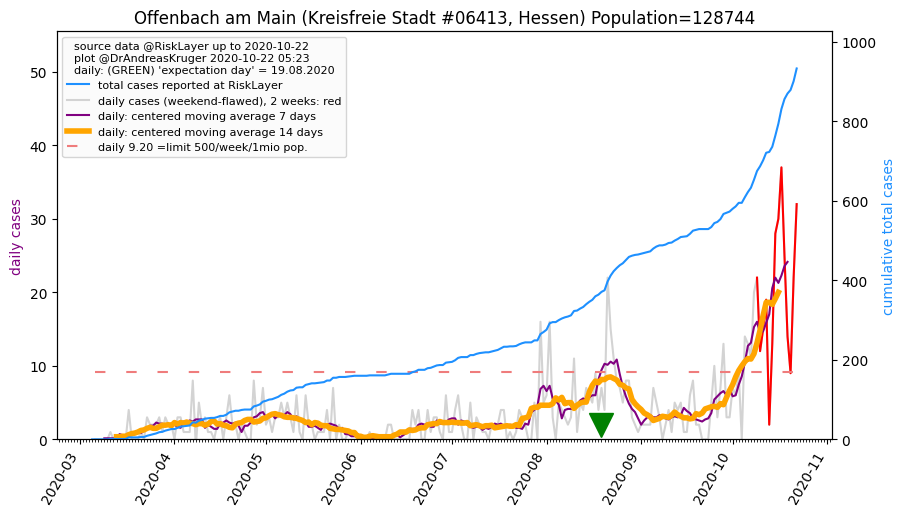 Offenbach am Main (Kreisfreie Stadt #06413, Hessen) Population=128744
source data @RiskLayer up to 2020-10-22
plot @DrAndreasKruger 2020-10-22 05:23
daily: (GREEN) 'expectation day' = 19.08.2020
total cases reported at RiskLayer
daily cases (weekend-flawed), 2 weeks: red
daily: centered moving average 7 days
daily: centered moving average 14 days
daily 9.20 =limit 500/week/1mio pop.
daily cases
50
40
30
20
10
0
1000
800
600
400
200
0
cumulative total cases
2020-03
2020-04
2020-05
2020-06
2020-07
2020-08
2020-09
2020-10
2020-11